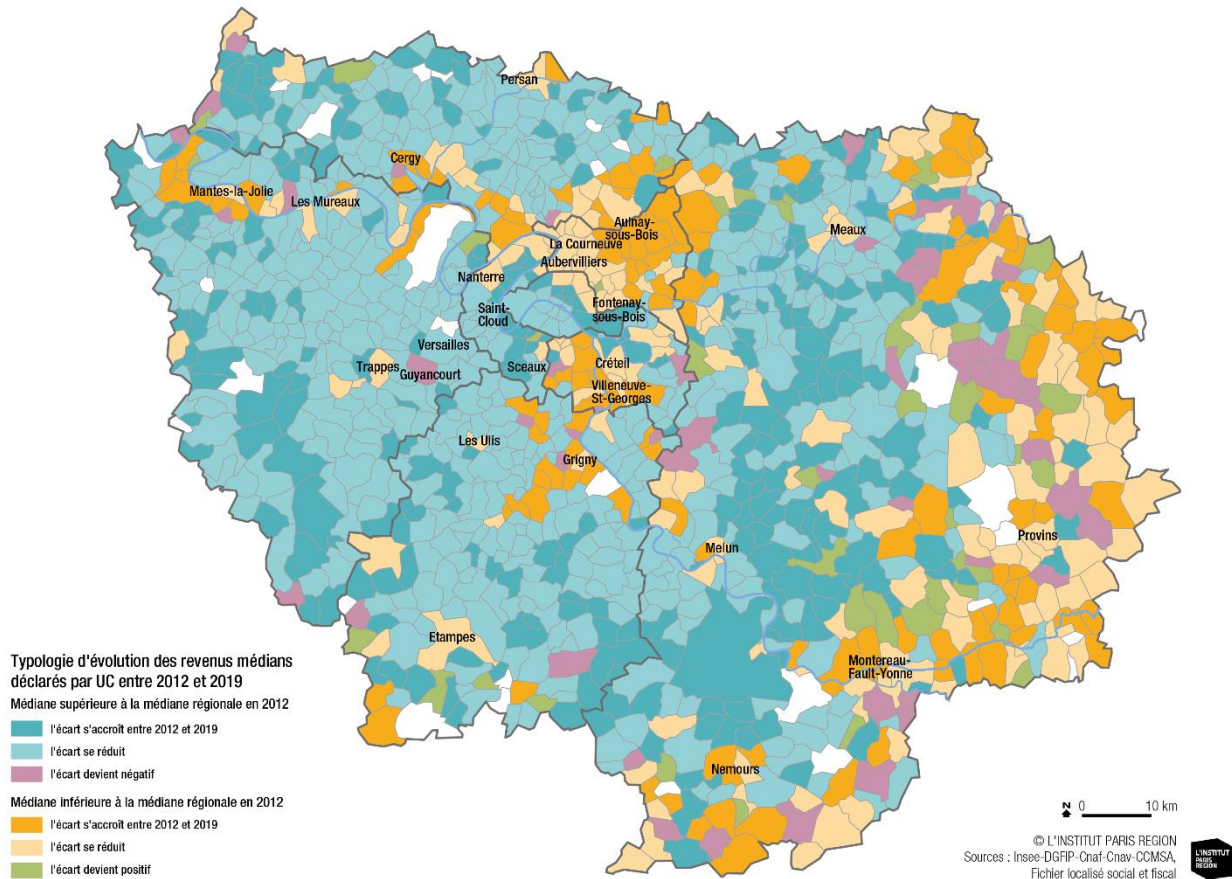 Persan
Cergy
Mantes-la-Jolie
Les Mureaux
Aulnay-
sous-Bois
La Courneuve
Meaux
Aubervilliers
Nanterre
Saint-
Cloud
Fontenay-
sous-Bois
Versailles
Trappes
Guyancourt
Sceaux
Créteil
Villeneuve-
St-Georges
Les Ulis
Grigny
Melun
Provins
Etampes
Montereau-
Fault-Yonne
Nemours
Typologie d'évolution des revenus médians
déclarés par UC entre 2012 et 2019
Médiane supérieure à la médiane régionale en 2012
l'écart s'accroît entre 2012 et 2019
l'écart se réduit
l'écart devient négatif
Médiane inférieure à la médiane régionale en 2012
l'écart s'accroît entre 2012 et 2019
l'écart se réduit
l'écart devient positif
N 0 10 km
© L'INSTITUT PARIS REGION
Sources : Insee-DGFIP-Cnaf-Cnav-CCMSA,
Fichier localisé social et fiscal
L'INSTITUT
PARIS
REGION